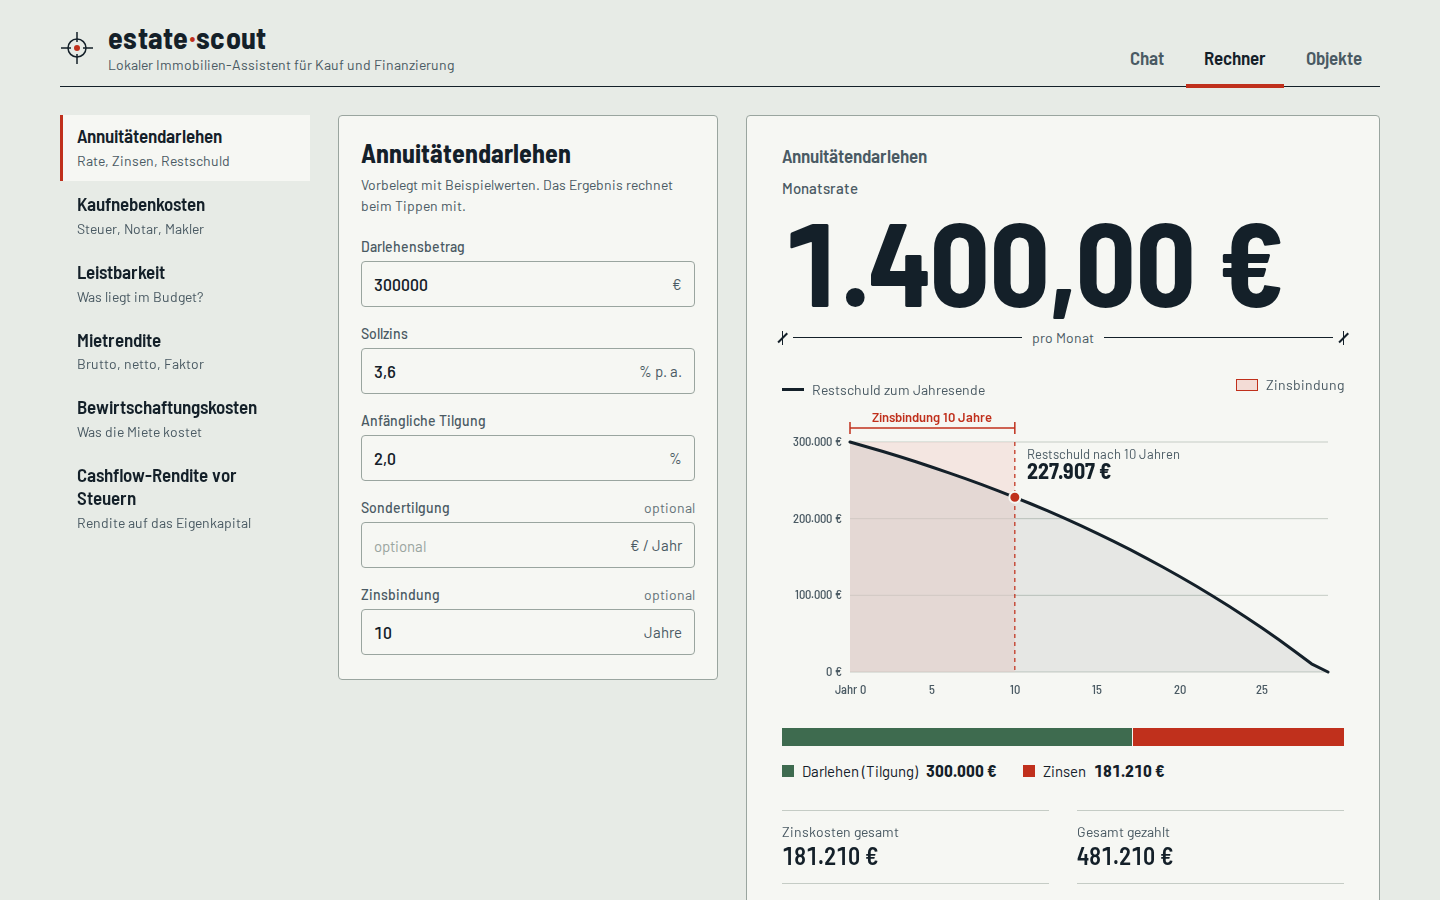 estate·scout
Lokaler Immobilien-Assistent für Kauf und Finanzierung
Chat
Rechner
Objekte
Annuitätendarlehen
Rate, Zinsen, Restschuld
Kaufnebenkosten
Steuer, Notar, Makler
Leistbarkeit
Was liegt im Budget?
Mietrendite
Brutto, netto, Faktor
Bewirtschaftungskosten
Was die Miete kostet
Cashflow-Rendite vor
Steuern
Rendite auf das Eigenkapital
Annuitätendarlehen
Vorbelegt mit Beispielwerten. Das Ergebnis rechnet
beim Tippen mit.
Darlehensbetrag
300000 €
Sollzins
3,6 % p. a.
Anfängliche Tilgung
2,0 %
Sondertilgung optional
optional € / Jahr
Zinsbindung optional
10 Jahre
Annuitätendarlehen
Monatsrate
1.400,00 €
pro Monat
Restschuld zum Jahresende
Zinsbindung
Zinsbindung 10 Jahre
300.000 €
Restschuld nach 10 Jahren
227.907 €
200.000 €
100.000 €
0 €
Jahr 0 5 10 15 20 25
Darlehen (Tilgung) 300.000 € Zinsen 181.210 €
Zinskosten gesamt
181.210 €
Gesamt gezahlt
481.210 €